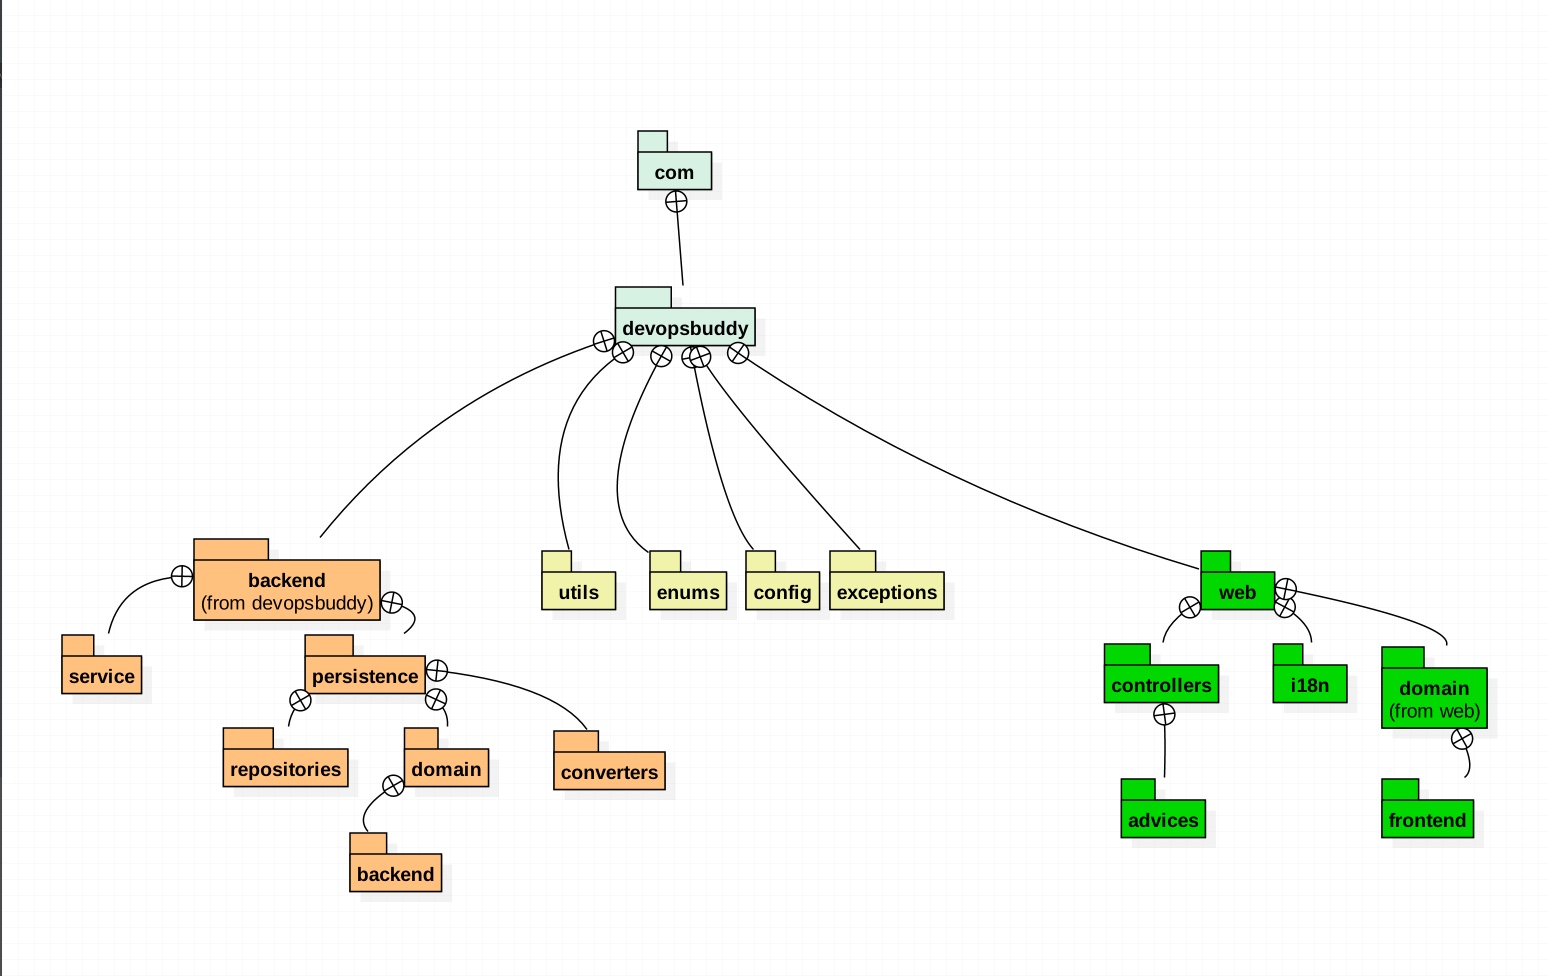 com
devopsbuddy
backend
(from devopsbuddy)
utils
enums
config
exceptions
web
service
persistence
controllers
i18n
domain
(from web)
repositories
domain
converters
advices
frontend
backend